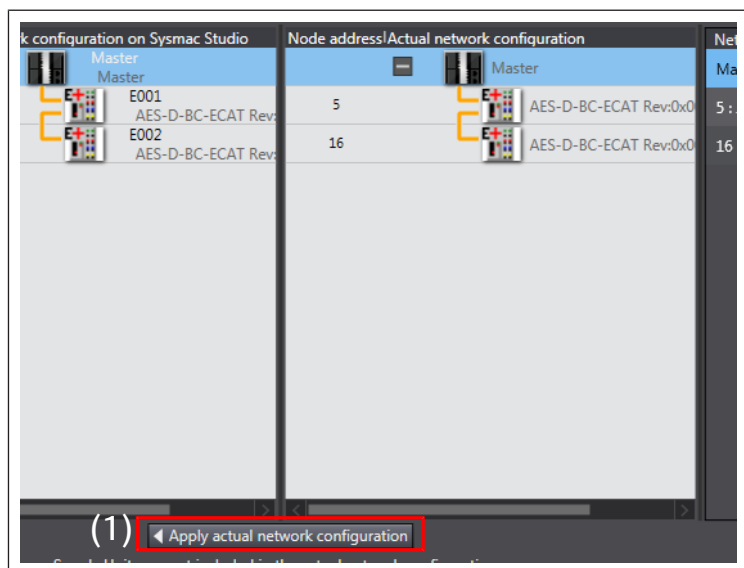 k configuration on Sysmac Studio
Master
Master
E001
AES-D-BC-ECAT Rev:
E002
AES-D-BC-ECAT Rev:
Node address Actual network configuration
Master
5 AES-D-BC-ECAT Rev:0x0
16 AES-D-BC-ECAT Rev:0x0
Net
Ma
5:
16
(1) Apply actual network configuration